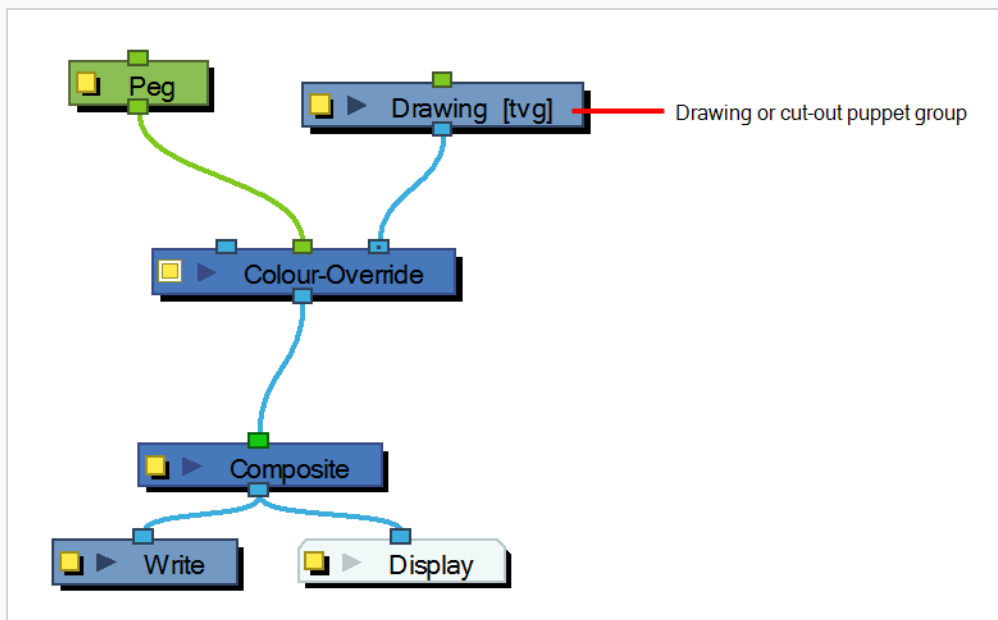 Peg
Drawing [tvg]
Drawing or cut-out puppet group
Colour-Override
Composite
Write
Display